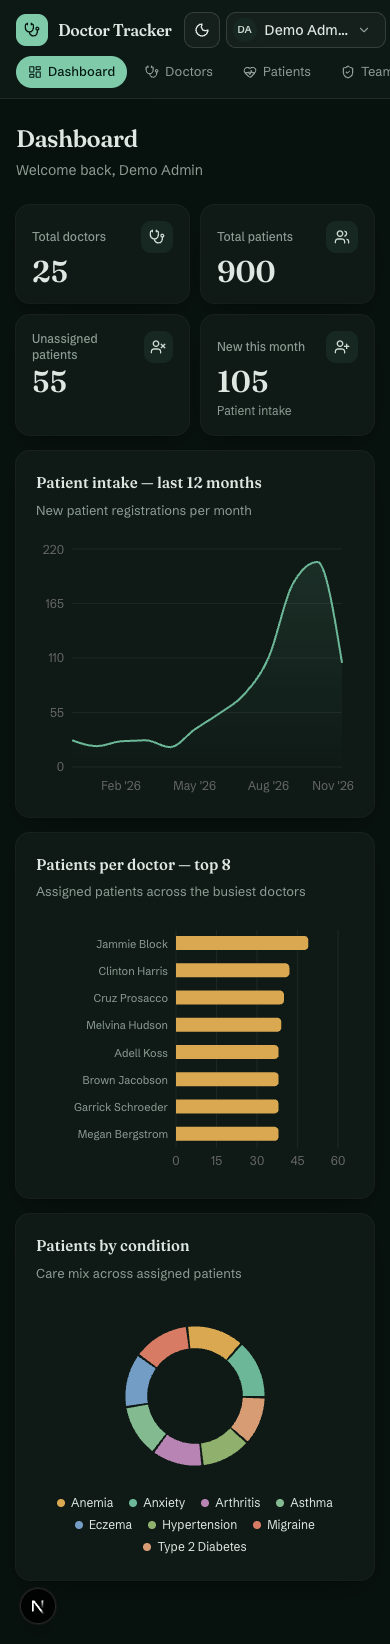 Doctor Tracker
DA Demo Adm...
Dashboard Doctors Patients Team
Dashboard
Welcome back, Demo Admin
Total doctors
25
Total patients
900
Unassigned
patients
55
New this month
105
Patient intake
Patient intake — last 12 months
New patient registrations per month
220
165
110
55
0
Feb '26 May '26 Aug '26 Nov '26
Patients per doctor — top 8
Assigned patients across the busiest doctors
Jammie Block
Clinton Harris
Cruz Prosacco
Melvina Hudson
Adell Koss
Brown Jacobson
Garrick Schroeder
Megan Bergstrom
0 15 30 45 60
Patients by condition
Care mix across assigned patients
Anemia Anxiety Arthritis Asthma
Eczema Hypertension Migraine
Type 2 Diabetes
N